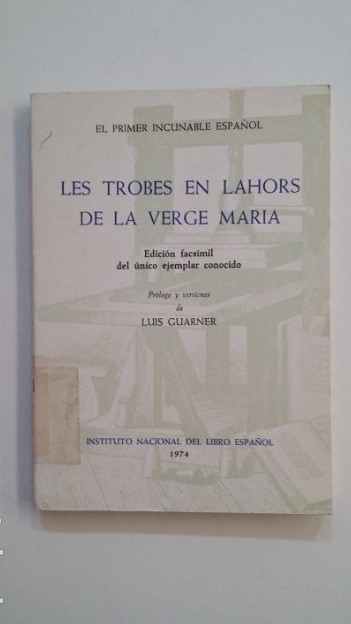 EL PRIMER INCUNABLE ESPAÑOL
LES TROBES EN LAHORS
DE LA VERGE MARIA
Edición facsímil
del único ejemplar conocido
Prólogo y versiones
de
LUIS GUARNER
INSTITUTO NACIONAL DEL LIBRO ESPAÑOL
1974